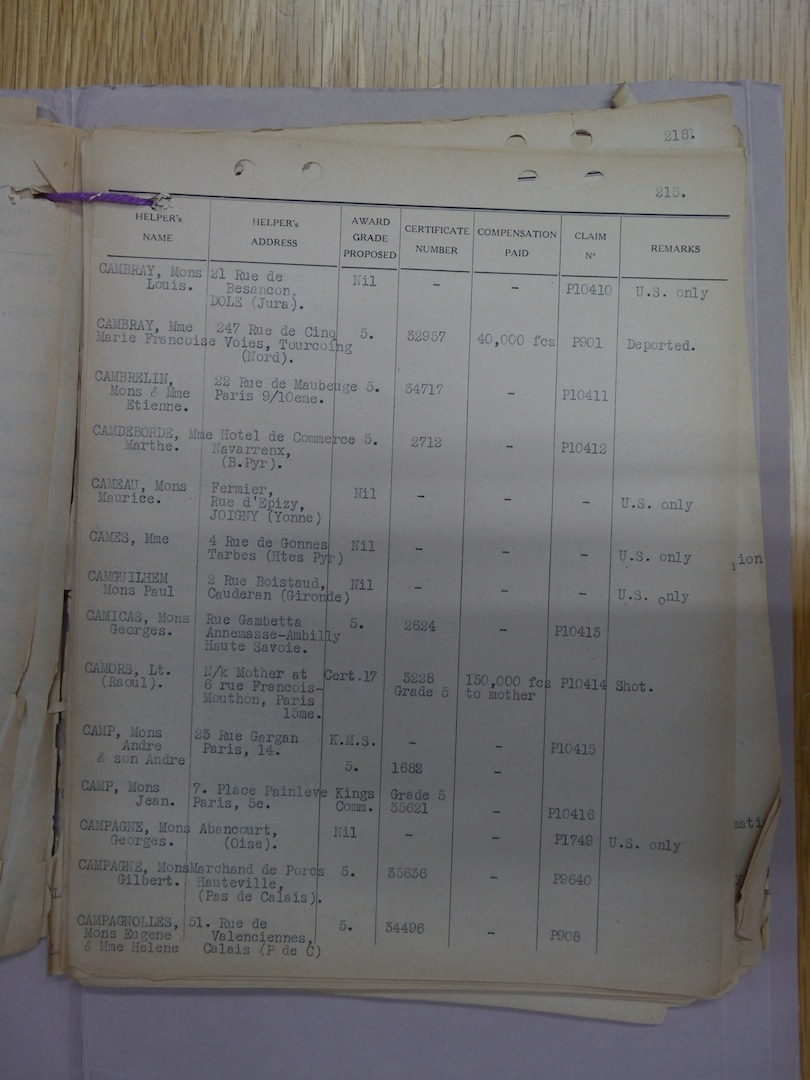 218.
215.
HELPER's NAME | HELPER's ADDRESS | AWARD GRADE PROPOSED | CERTIFICATE NUMBER | COMPENSATION PAID | CLAIM N° | REMARKS
CAMBRAY, Mons 21 Rue de Nil - - P10410 U.S. only
Louis. Besancon,
DOLE (Jura).
CAMBRAY, Mme 247 Rue de Cinq 5. 32957 40,000 fcs P901 Deported.
Marie Francoise Voies, Tourcoing
(Nord).
CAMBRELIN, 22 Rue de Maubeuge 5. 34717 - P10411
Mons & Mme Paris 9/10eme.
Etienne.
CAMDEBORDE, Mme Hotel de Commerce 5. 2712 - P10412
Marthe. Navarrenx,
(B.Pyr).
CAMEAU, Mons Fermier, Nil - - - U.S. only
Maurice. Rue d'Epizy,
JOIGNY (Yonne)
CAMES, Mme 4 Rue de Gonnes Nil - - - U.S. only
Tarbes (Htes Pyr)
ion
CAMGUILHEM 2 Rue Boistaud, Nil - - - U.S. only
Mons Paul Cauderan (Gironde)
CAMICAS, Mons Rue Gambetta 5. 2624 - P10413
Georges. Annemasse-Ambilly
Haute Savoie.
CAMORS, Lt. N/k Mother at Cert.17 3228 150,000 fcs P10414 Shot.
(Raoul). 6 rue Francois- Grade 5 to mother
Mouthon, Paris
15me.
CAMP, Mons 23 Rue Gargan K.M.S. - - P10415
Andre Paris, 14.
& son Andre 5. 1682 -
CAMP, Mons 7. Place Painleve Kings Grade 5
Jean. Paris, 5e. Comm. 35621 - P10416
CAMPAGNE, Mons Abancourt, Nil - - P1749 U.S. only
Georges. (Oise).
CAMPAGNE, Mons Marchand de Porcs 5. 35636 - P9640
Gilbert. Hauteville,
(Pas de Calais).
CAMPAGNOLLES, 51. Rue de 5. 34496 - P908
Mons Eugene Valenciennes,
& Mme Helene Calais (P de C)